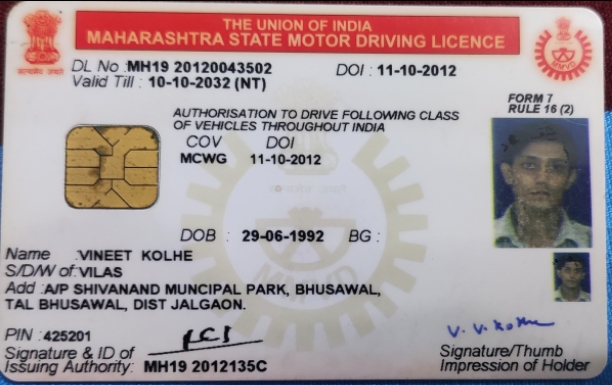 THE UNION OF INDIA
MAHARASHTRA STATE MOTOR DRIVING LICENCE
DL No :MH19 20120043502 DOI : 11-10-2012
Valid Till : 10-10-2032 (NT)
FORM 7
RULE 16 (2)
AUTHORISATION TO DRIVE FOLLOWING CLASS
OF VEHICLES THROUGHOUT INDIA
COV DOI
MCWG 11-10-2012
MMVD
DOB : 29-06-1992 BG :
Name :VINEET KOLHE
S/D/W of:VILAS
Add :A/P SHIVANAND MUNCIPAL PARK, BHUSAWAL,
TAL BHUSAWAL, DIST JALGAON.
PIN :425201
V. V. Kolhe
Signature & ID of
Issuing Authority: MH19 2012135C
Signature/Thumb
Impression of Holder